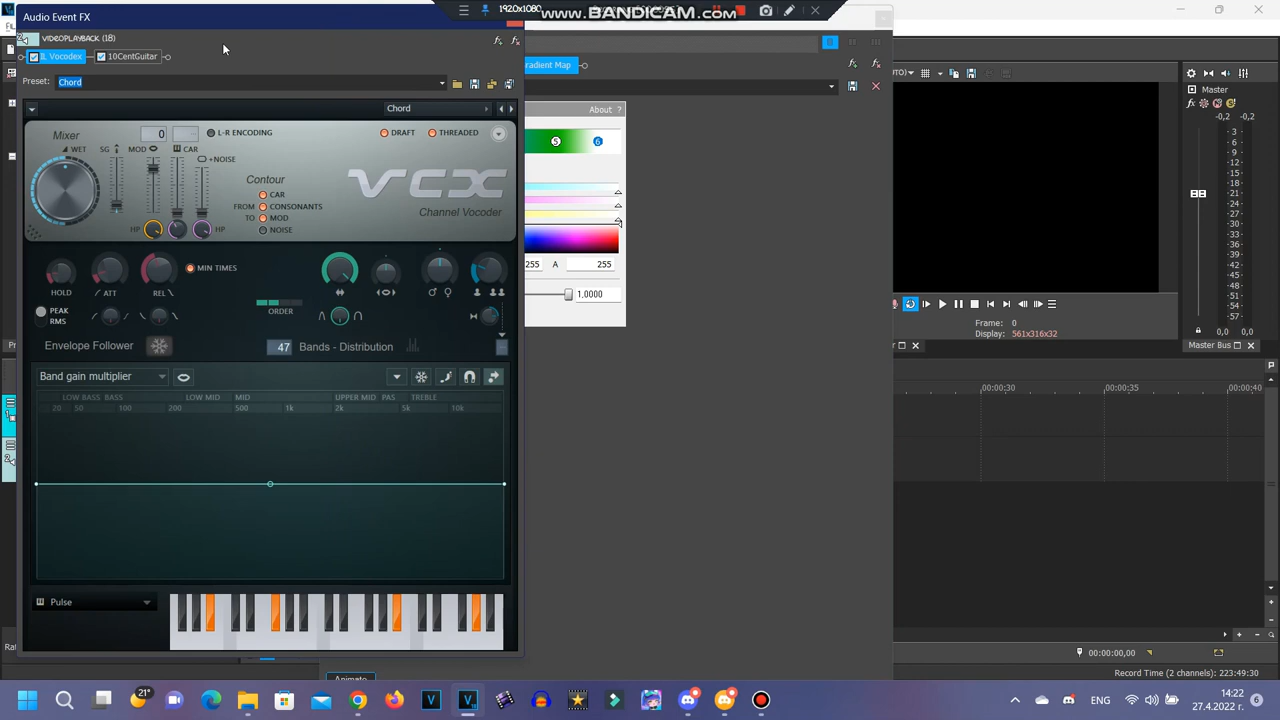 Audio Event FX
1920x1080
www.BANDICAM.com
VIDEOPLAYBACK (18)
IL Vocodex
10CentGuitar
Gradient Map
Preset:
Chord
Chord
About ?
Mixer
0
L-R ENCODING
DRAFT
THREADED
WET
SG
MOD
CAR
+NOISE
Contour
CAR
FROM
CONSONANTS
TO
MOD
NOISE
HP
HP
VCX
Channel Vocoder
5
6
255
A
255
1,0000
HOLD
ATT
REL
MIN TIMES
PEAK
RMS
ORDER
Envelope Follower
47
Bands - Distribution
Band gain multiplier
LOW BASS
BASS
LOW MID
MID
UPPER MID
PAS
TREBLE
20
50
100
200
500
1k
2k
5k
10k
Pulse
Animate
Master
-0,2
-0,2
3
6
9
12
15
18
21
24
27
30
33
36
39
42
45
48
51
54
57
0,0
0,0
Frame:
0
Display:
561x316x32
Master Bus
00:00:30
00:00:35
00:00:40
00:00:00,00
Record Time (2 channels): 223:49:30
21°
ЕНГ
14:22
27.4.2022 г.